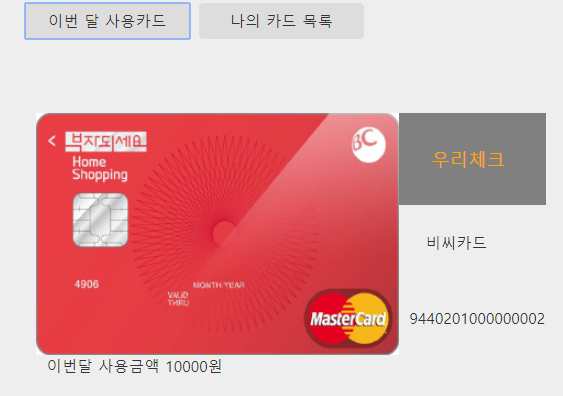 이번 달 사용카드
나의 카드 목록
부자되세요
Home
Shopping
BC
4906
MONTH/YEAR
VALID
THRU
MasterCard
우리체크
비씨카드
9440201000000002
이번달 사용금액 10000원